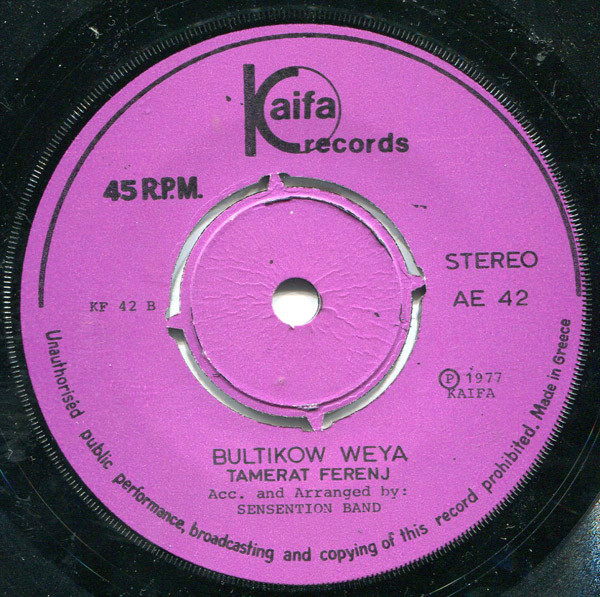 Kaifa
records
45 R.P.M.
STEREO
KF 42 B
AE 42
Ⓟ 1977
KAIFA
BULTIKOW WEYA
TAMERAT FERENJ
Acc. and Arranged by:
SENSENTION BAND
Unauthorised public performance, broadcasting and copying of this record prohibited. Made in Greece